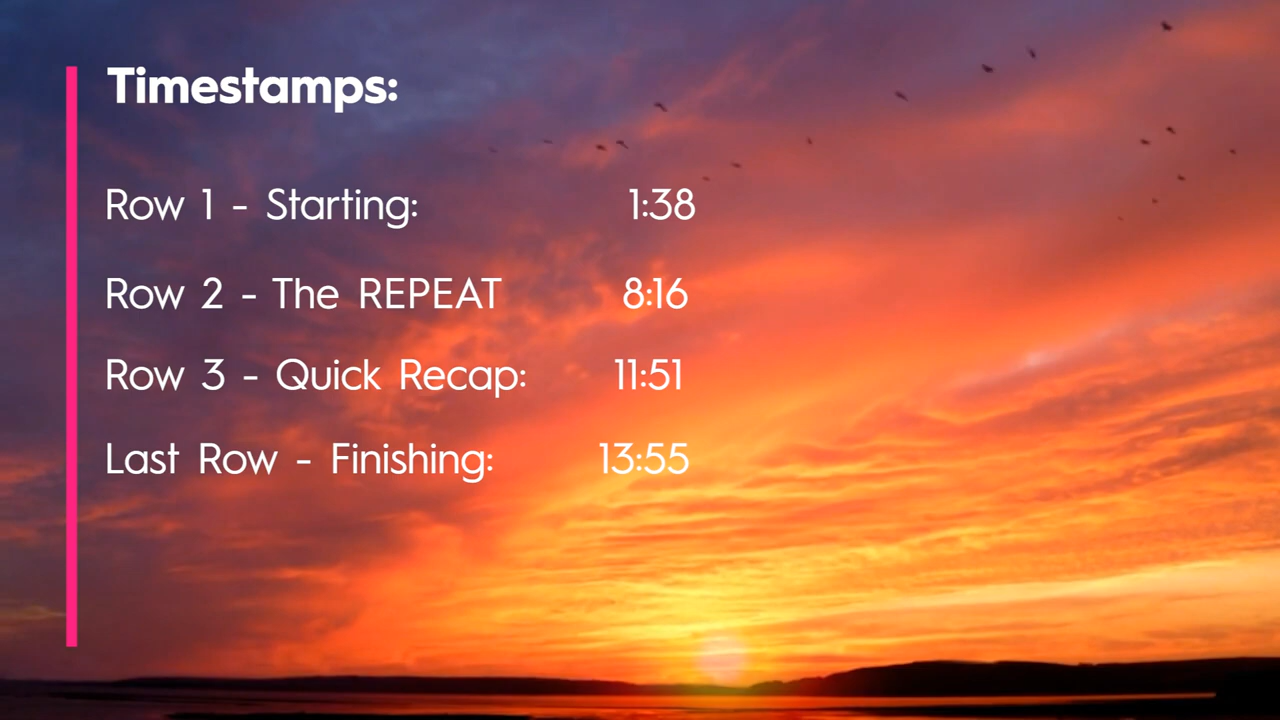 Timestamps:
Row 1 - Starting: 1:38
Row 2 - The REPEAT 8:16
Row 3 - Quick Recap: 11:51
Last Row - Finishing: 13:55